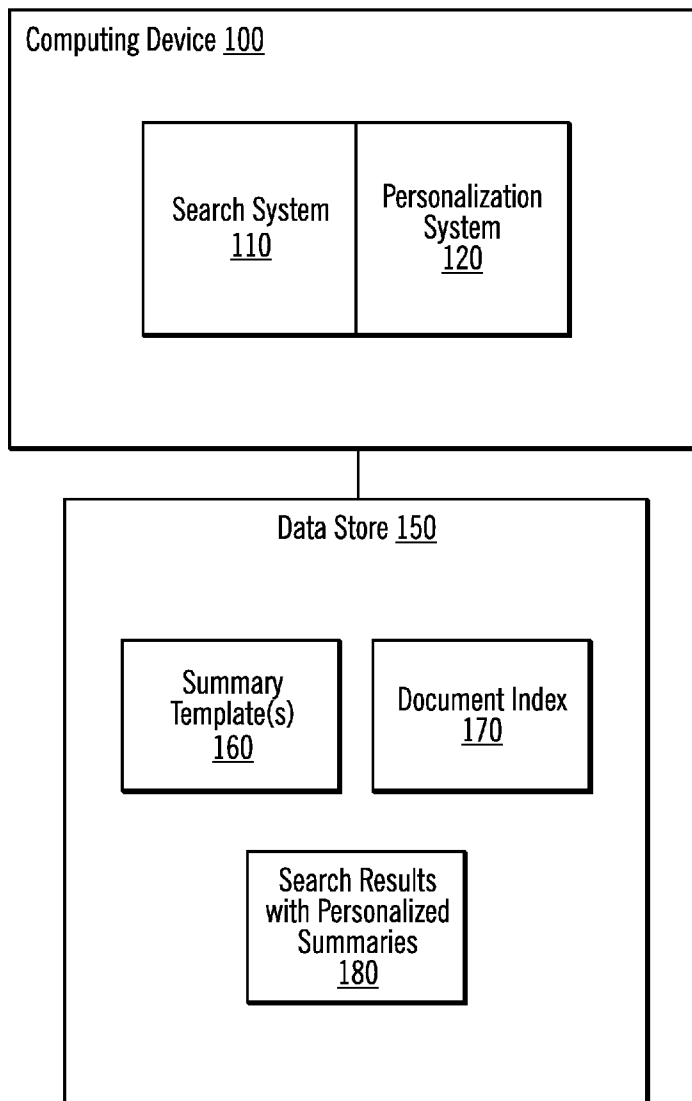 Computing Device 100
Search System
110
Personalization
System
120
Data Store 150
Summary
Template(s)
160
Document Index
170
Search Results
with Personalized
Summaries
180